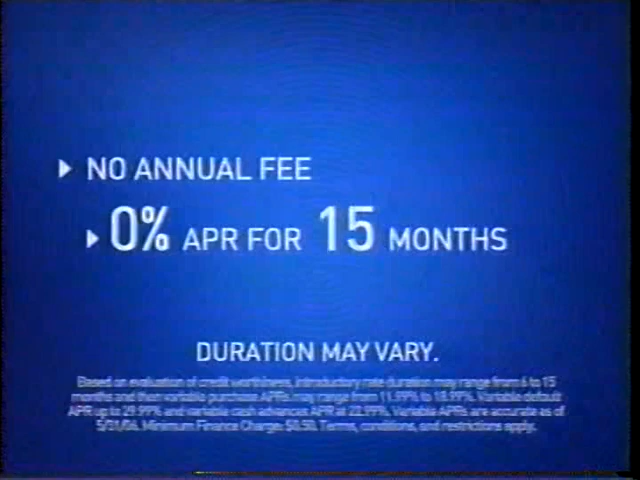 NO ANNUAL FEE
0% APR FOR 15 MONTHS
DURATION MAY VARY.
Based on evaluation of credit worthiness, introductory rate duration may range from 6 to 15
months and then variable purchase APRs may range from 11.99% to 18.99%. Variable default
APR up to 29.99% and variable cash advances APR at 22.99%. Variable APRs are accurate as of
5/31/06. Minimum Finance Charge: $0.50. Terms, conditions, and restrictions apply.